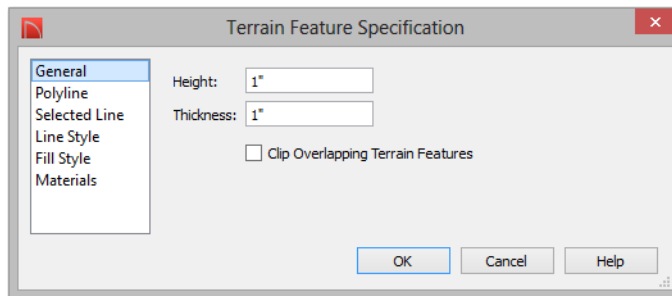 Terrain Feature Specification
General
Polyline
Selected Line
Line Style
Fill Style
Materials
Height: 1"
Thickness: 1"
Clip Overlapping Terrain Features
OK Cancel Help